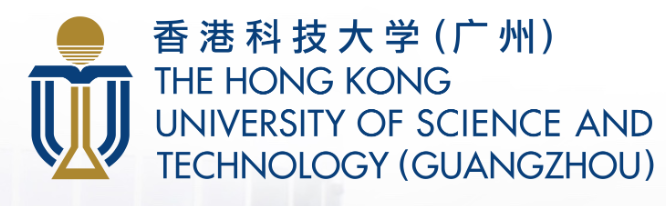 香港科技大学(广州)
THE HONG KONG
UNIVERSITY OF SCIENCE AND
TECHNOLOGY (GUANGZHOU)